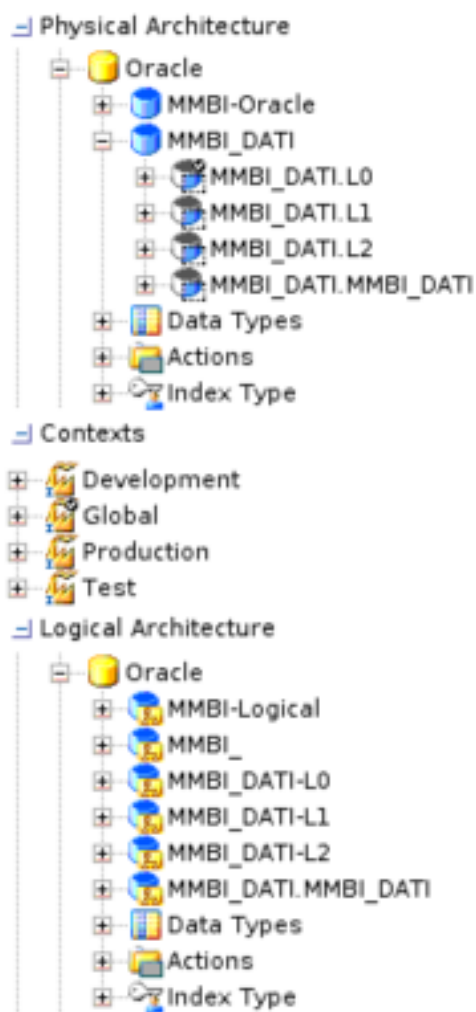 Physical Architecture
Oracle
MMBI-Oracle
MMBI_DATI
MMBI_DATI.L0
MMBI_DATI.L1
MMBI_DATI.L2
MMBI_DATI.MMBI_DATI
Data Types
Actions
Index Type
Contexts
Development
Global
Production
Test
Logical Architecture
Oracle
MMBI-Logical
MMBI_
MMBI_DATI-L0
MMBI_DATI-L1
MMBI_DATI-L2
MMBI_DATI.MMBI_DATI
Data Types
Actions
Index Type